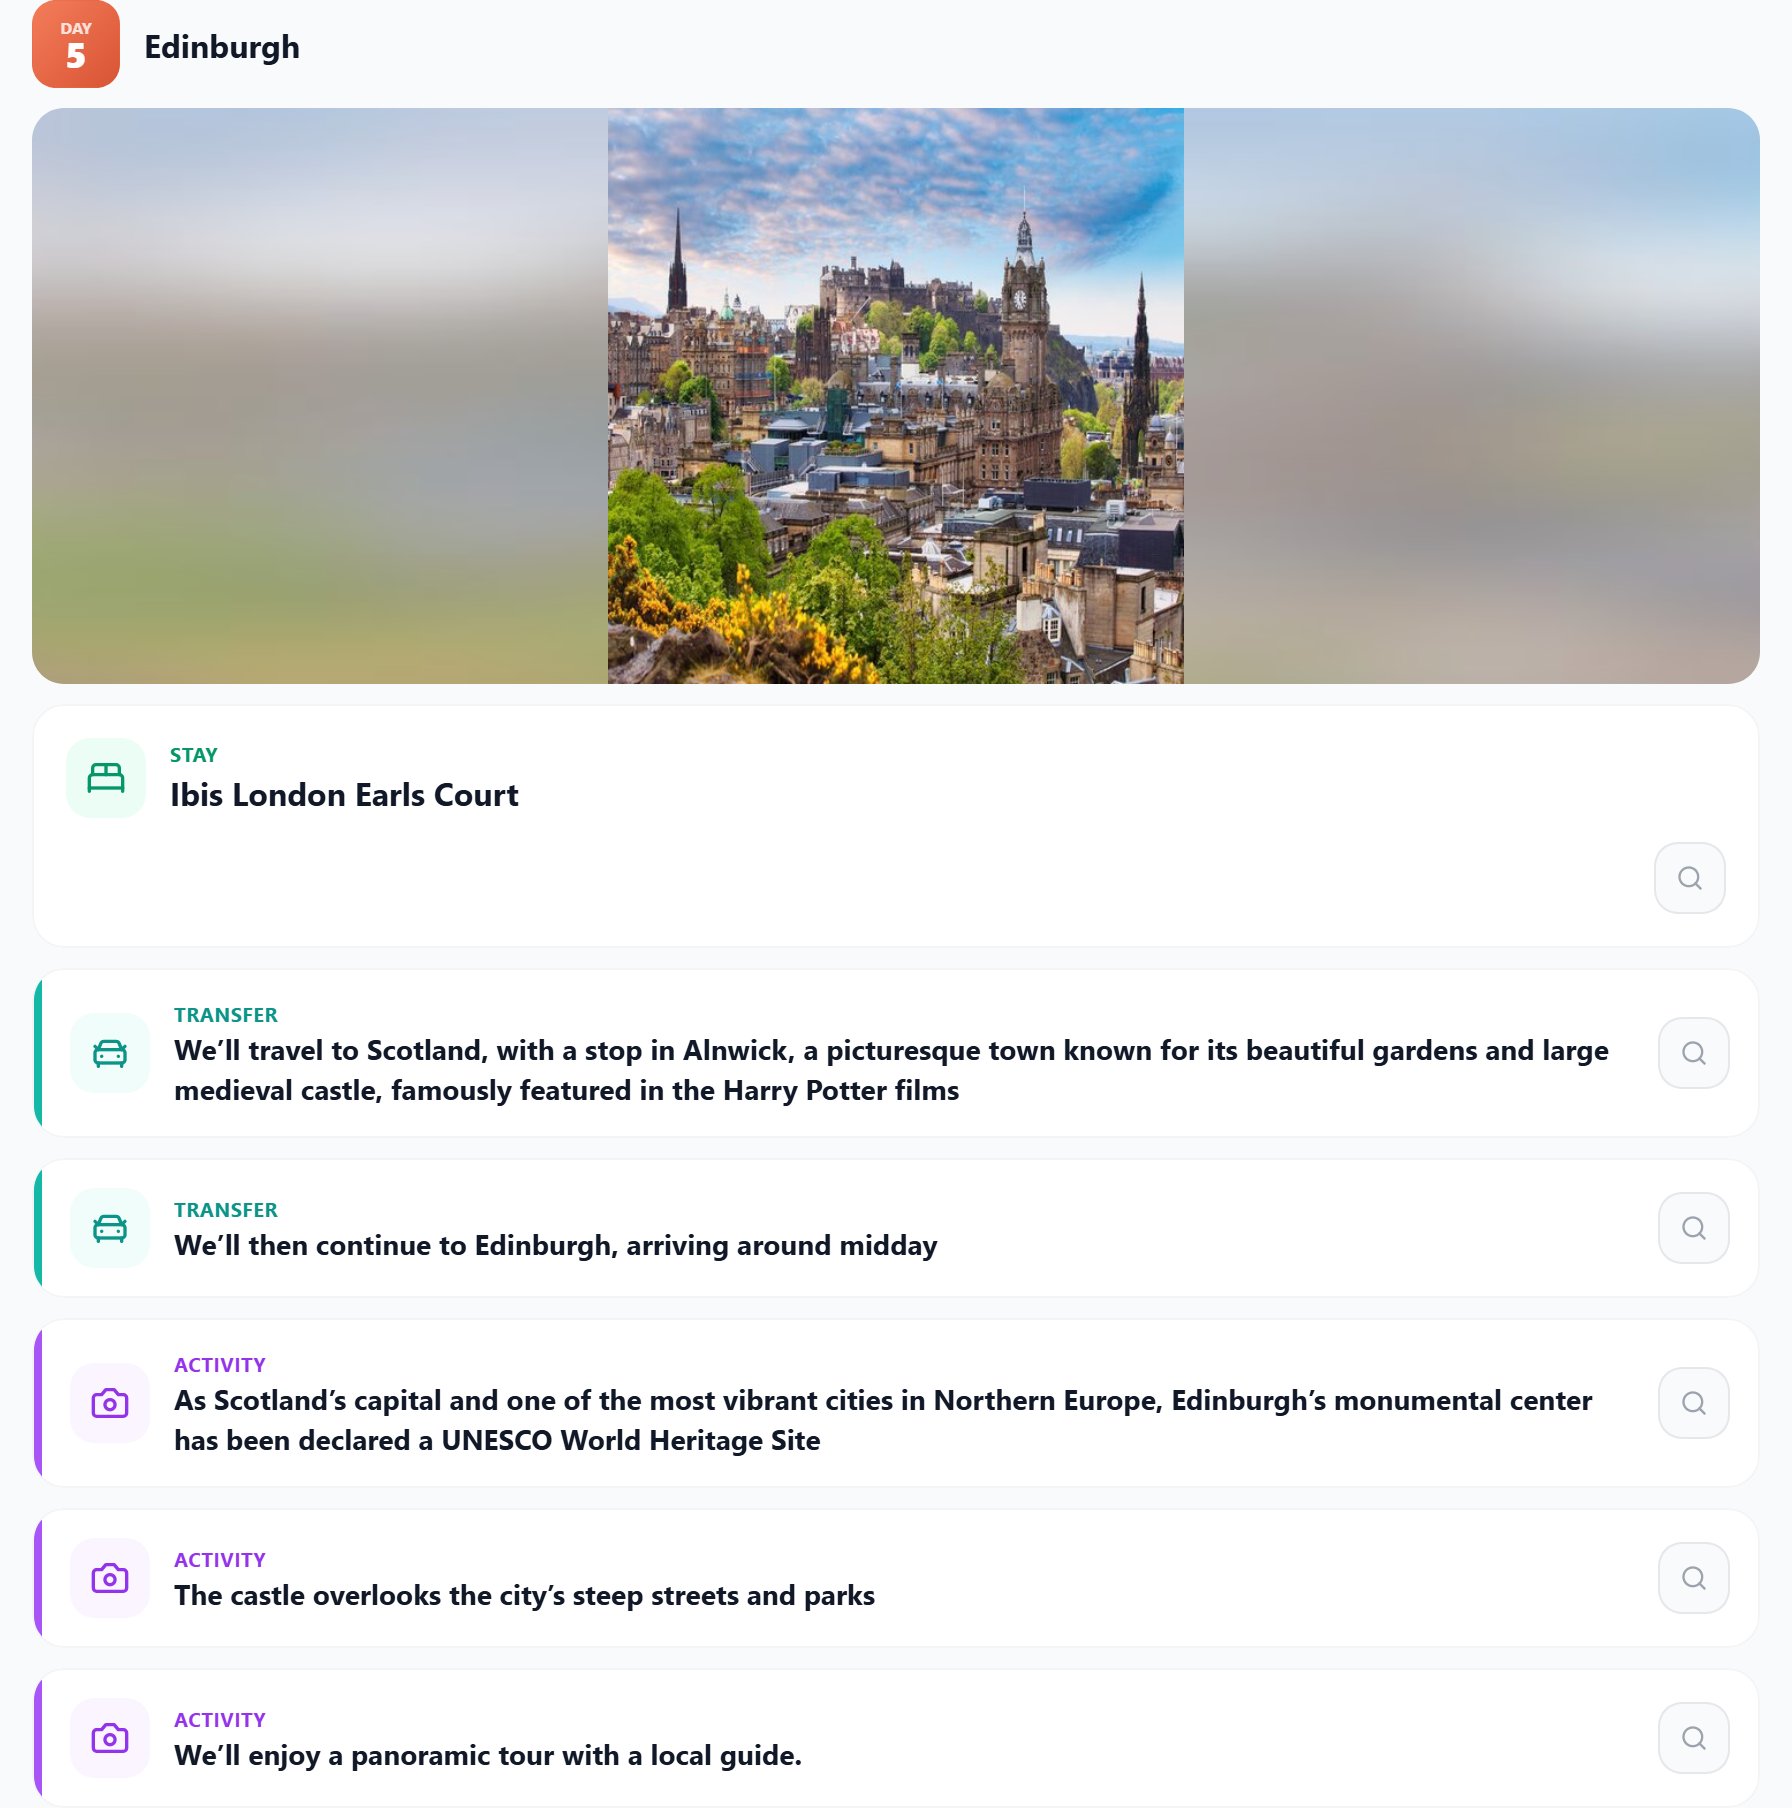 DAY
5
Edinburgh
STAY
Ibis London Earls Court
TRANSFER
We’ll travel to Scotland, with a stop in Alnwick, a picturesque town known for its beautiful gardens and large
medieval castle, famously featured in the Harry Potter films
TRANSFER
We’ll then continue to Edinburgh, arriving around midday
ACTIVITY
As Scotland’s capital and one of the most vibrant cities in Northern Europe, Edinburgh’s monumental center
has been declared a UNESCO World Heritage Site
ACTIVITY
The castle overlooks the city’s steep streets and parks
ACTIVITY
We’ll enjoy a panoramic tour with a local guide.